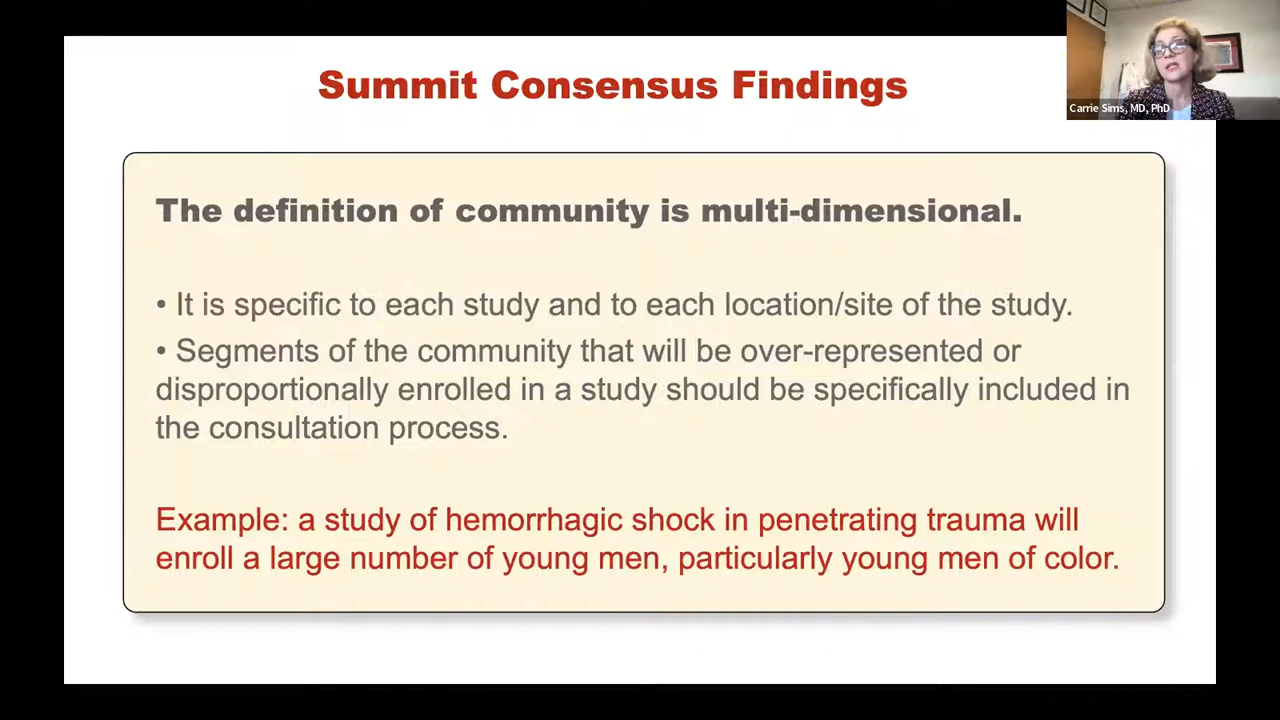 Summit Consensus Findings
Carrie Sims, MD, PhD
The definition of community is multi-dimensional.
• It is specific to each study and to each location/site of the study.
• Segments of the community that will be over-represented or
disproportionally enrolled in a study should be specifically included in
the consultation process.
Example: a study of hemorrhagic shock in penetrating trauma will
enroll a large number of young men, particularly young men of color.